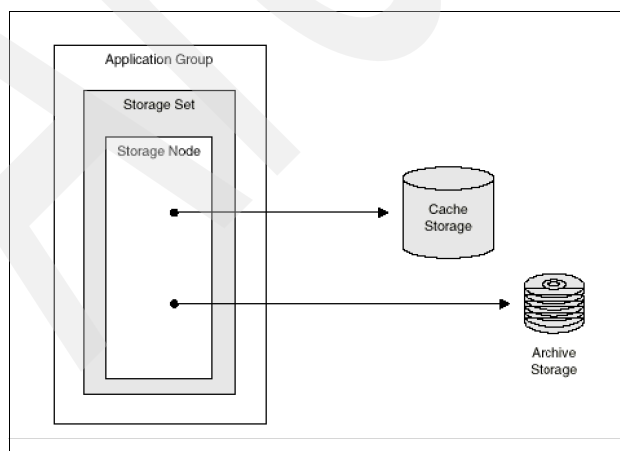 Application Group
Storage Set
Storage Node
Cache
Storage
Archive
Storage